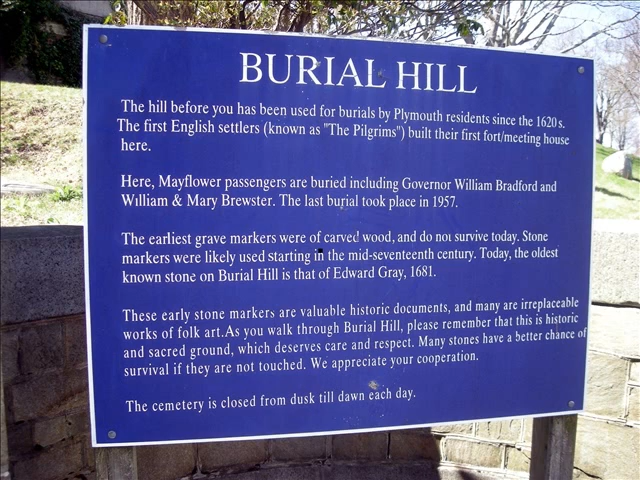 BURIAL HILL
The hill before you has been used for burials by Plymouth residents since the 1620s.
The first English settlers (known as "The Pilgrims") built their first fort/meeting house
here.
Here, Mayflower passengers are buried including Governor William Bradford and
William & Mary Brewster. The last burial took place in 1957.
The earliest grave markers were of carved wood, and do not survive today. Stone
markers were likely used starting in the mid-seventeenth century. Today, the oldest
known stone on Burial Hill is that of Edward Gray, 1681.
These early stone markers are valuable historic documents, and many are irreplaceable
works of folk art. As you walk through Burial Hill, please remember that this is historic
and sacred ground, which deserves care and respect. Many stones have a better chance of
survival if they are not touched. We appreciate your cooperation.
The cemetery is closed from dusk till dawn each day.